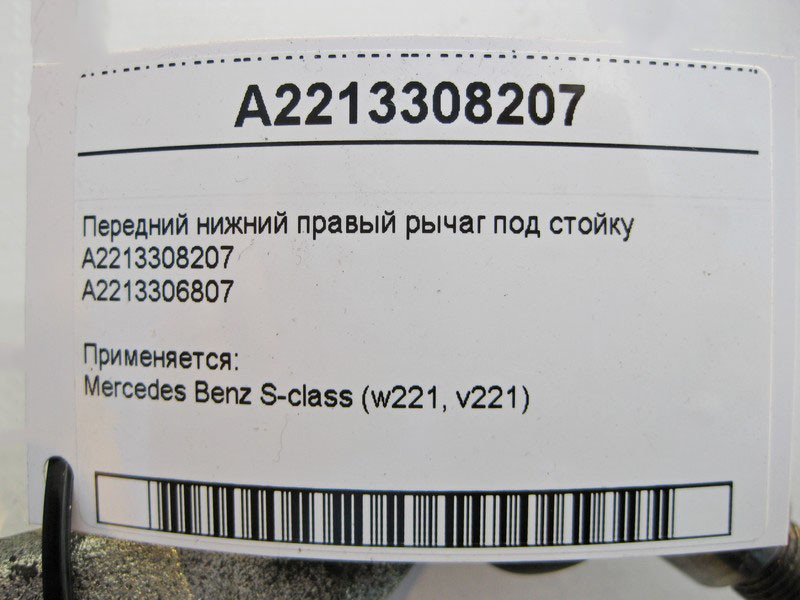 A2213308207
Передний нижний правый рычаг под стойку
A2213308207
A2213306807
Применяется:
Mercedes Benz S-class (w221, v221)